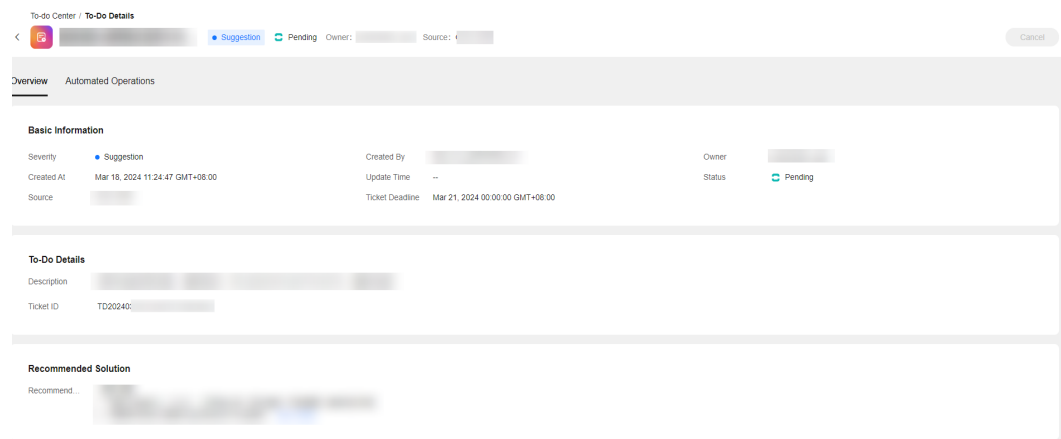 To-do Center / To-Do Details
Suggestion Pending Owner: Source:
Cancel
Overview Automated Operations
Basic Information
Severity Suggestion Created By Owner
Created At Mar 18, 2024 11:24:47 GMT+08:00 Update Time -- Status Pending
Source Ticket Deadline Mar 21, 2024 00:00:00 GMT+08:00
To-Do Details
Description
Ticket ID TD20240
Recommended Solution
Recommend...